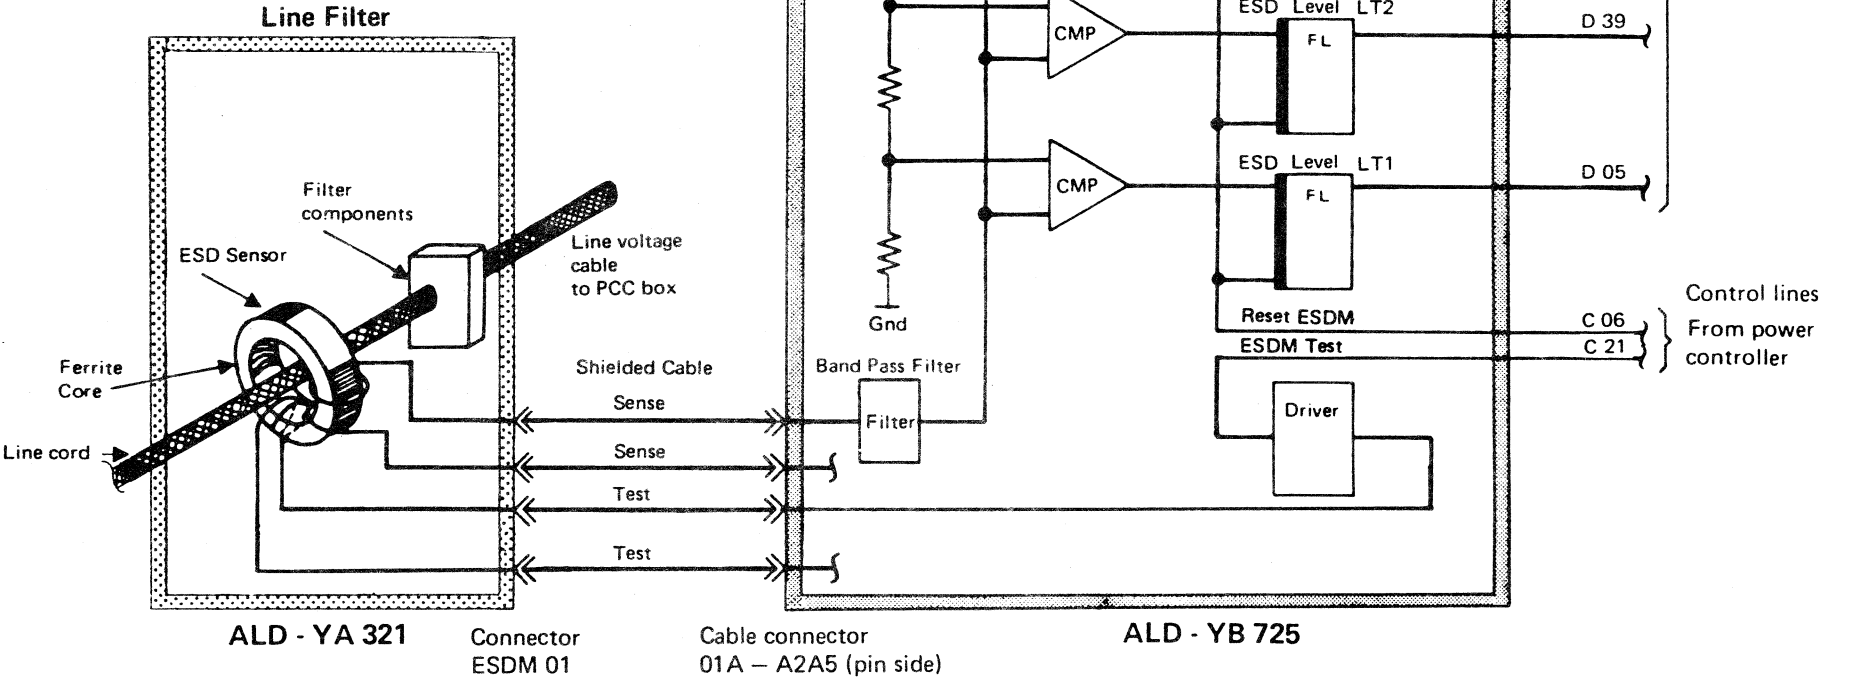 Line Filter
ESD Level LT2
D 39
CMP
FL
Filter
components
ESD Sensor
Line voltage
cable
to PCC box
Ferrite
Core
Line cord
ESD Level LT1
D 05
CMP
FL
Gnd
Reset ESDM
C 06
ESDM Test
C 21
Control lines
From power
controller
Shielded Cable
Band Pass Filter
Sense
Filter
Driver
Sense
Test
Test
ALD - YA 321
Connector
ESDM 01
Cable connector
01A – A2A5 (pin side)
ALD - YB 725